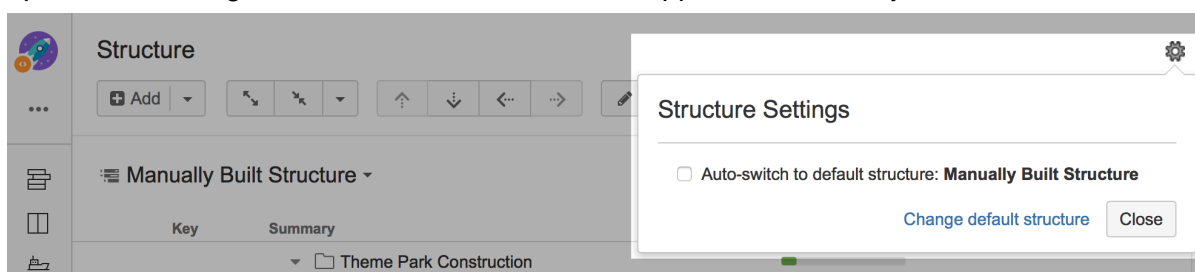 Structure
Add
Structure Settings
Auto-switch to default structure: Manually Built Structure
Manually Built Structure
Change default structure
Close
Key Summary
Theme Park Construction